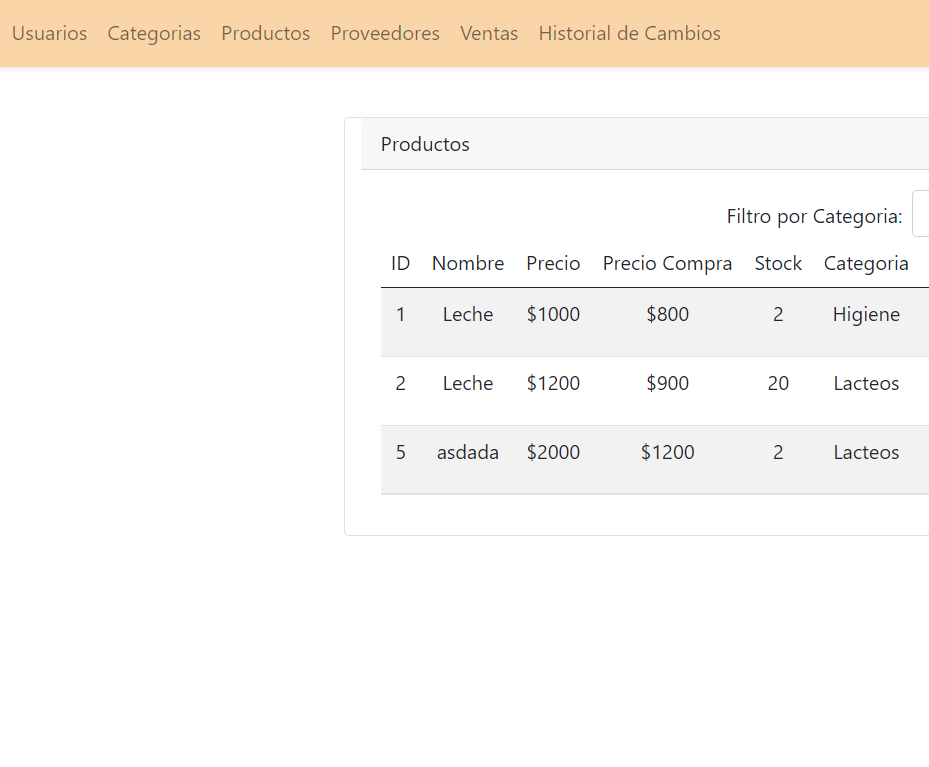 Usuarios Categorias Productos Proveedores Ventas Historial de Cambios
Productos
Filtro por Categoria:
ID Nombre Precio Precio Compra Stock Categoria
1 Leche $1000 $800 2 Higiene
2 Leche $1200 $900 20 Lacteos
5 asdada $2000 $1200 2 Lacteos